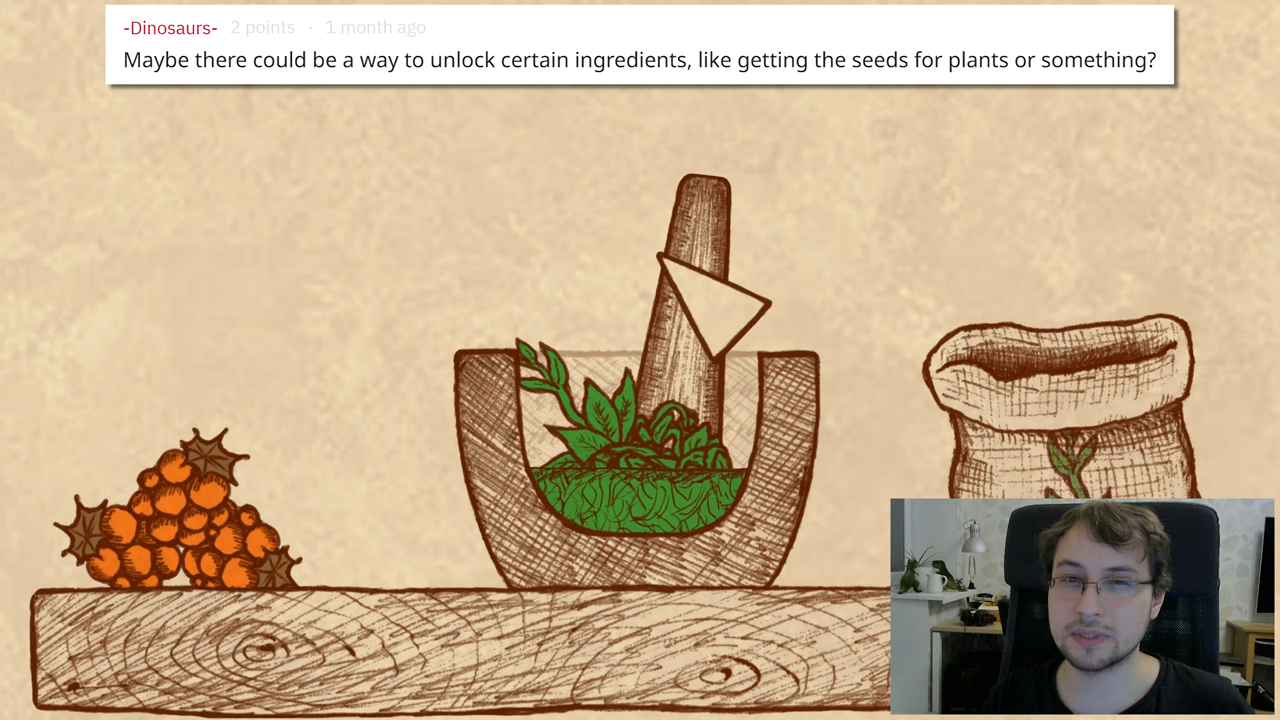 -Dinosaurs- 2 points · 1 month ago
Maybe there could be a way to unlock certain ingredients, like getting the seeds for plants or something?